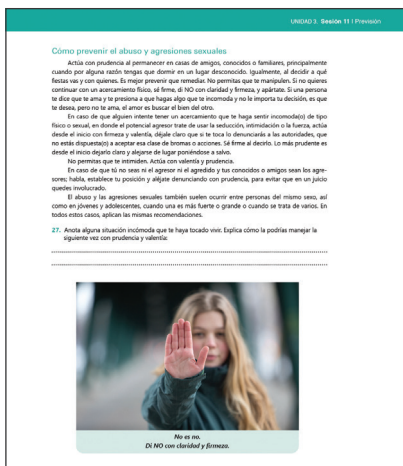 UNIDAD 3. Sesión 11 | Previsión
Cómo prevenir el abuso y agresiones sexuales
Actúa con prudencia al permanecer en casas de amigos, conocidos o familiares, principalmente
cuando por alguna razón tengas que dormir en un lugar desconocido. Igualmente, al decidir a qué
fiestas vas y con quienes. Es mejor prevenir que remediar. No permitas que te manipulen. Si no quieres
continuar con un acercamiento físico, sé firme, di NO con claridad y firmeza, y apártate. Si una persona
te dice que te ama y te presiona a que hagas algo que te incomoda y no le importa tu decisión, es que
te desea, pero no te ama, el amor es buscar el bien del otro.
En caso de que alguien intente tener un acercamiento que te haga sentir incomoda(o) de tipo
físico o sexual, en donde el potencial agresor trate de usar la seducción, intimidación o la fuerza, actúa
desde el inicio con firmeza y valentía, déjale claro que si te toca lo denunciarás a las autoridades, que
no estás dispuesta(o) a aceptar esa clase de bromas o acciones. Sé firme al decirlo. Lo más prudente es
desde el inicio dejarlo claro y alejarse de lugar poniéndose a salvo.
No permitas que te intimiden. Actúa con valentía y prudencia.
En caso de que tú no seas ni el agresor ni el agredido y tus conocidos o amigos sean los agre-
sores; habla, establece tu posición y aléjate denunciando con prudencia, para evitar que en un juicio
quedes involucrado.
El abuso y las agresiones sexuales también suelen ocurrir entre personas del mismo sexo, así
como en jóvenes y adolescentes, cuando una es más fuerte o grande o cuando se trata de varios. En
todos estos casos, aplican las mismas recomendaciones.
27. Anota alguna situación incómoda que te haya tocado vivir. Explica cómo la podrías manejar la
siguiente vez con prudencia y valentía:
No es no.
Di NO con claridad y firmeza.